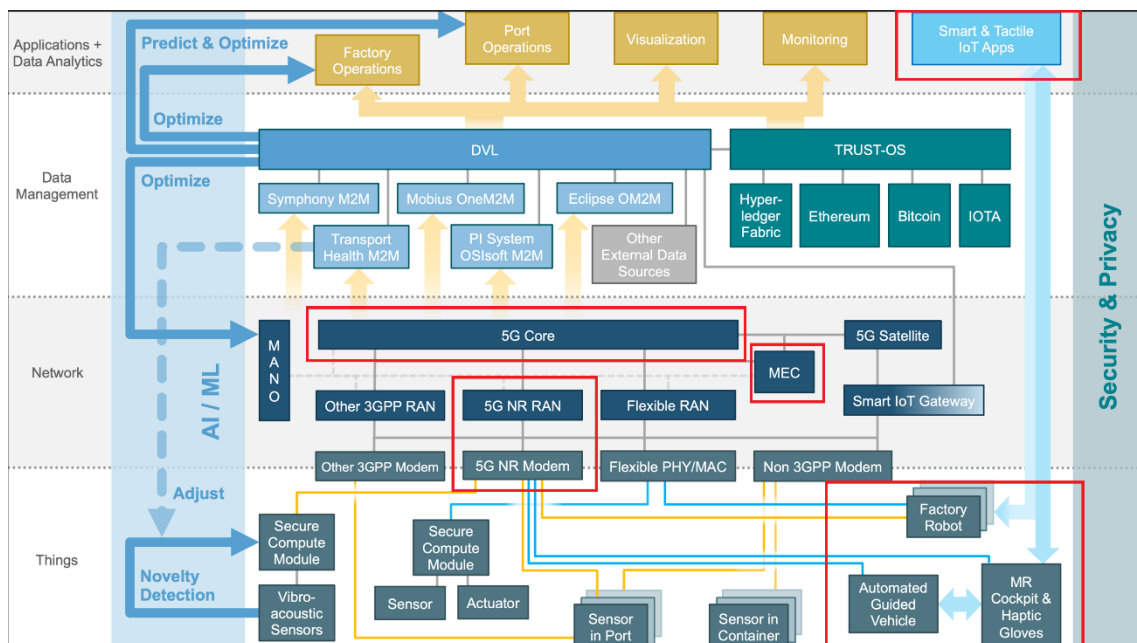 Applications +
Data Analytics
Predict & Optimize
Factory
Operations
Port
Operations
Visualization
Monitoring
Smart & Tactile
IoT Apps
Optimize
Data
Management
Optimize
DVL
TRUST-OS
Symphony M2M
Mobius OneM2M
Eclipse OM2M
Transport
Health M2M
PI System
OSIsoft M2M
Other
External Data
Sources
Hyper-
ledger
Fabric
Ethereum
Bitcoin
IOTA
Security & Privacy
Network
AI / ML
M
A
N
O
5G Core
5G Satellite
MEC
Other 3GPP RAN
5G NR RAN
Flexible RAN
Smart IoT Gateway
Other 3GPP Modem
5G NR Modem
Flexible PHY/MAC
Non 3GPP Modem
Adjust
Things
Secure
Compute
Module
Secure
Compute
Module
Factory
Robot
Novelty
Detection
Vibro-
acoustic
Sensors
Sensor
Actuator
Sensor
in Port
Sensor in
Container
Automated
Guided
Vehicle
MR
Cockpit &
Haptic
Gloves